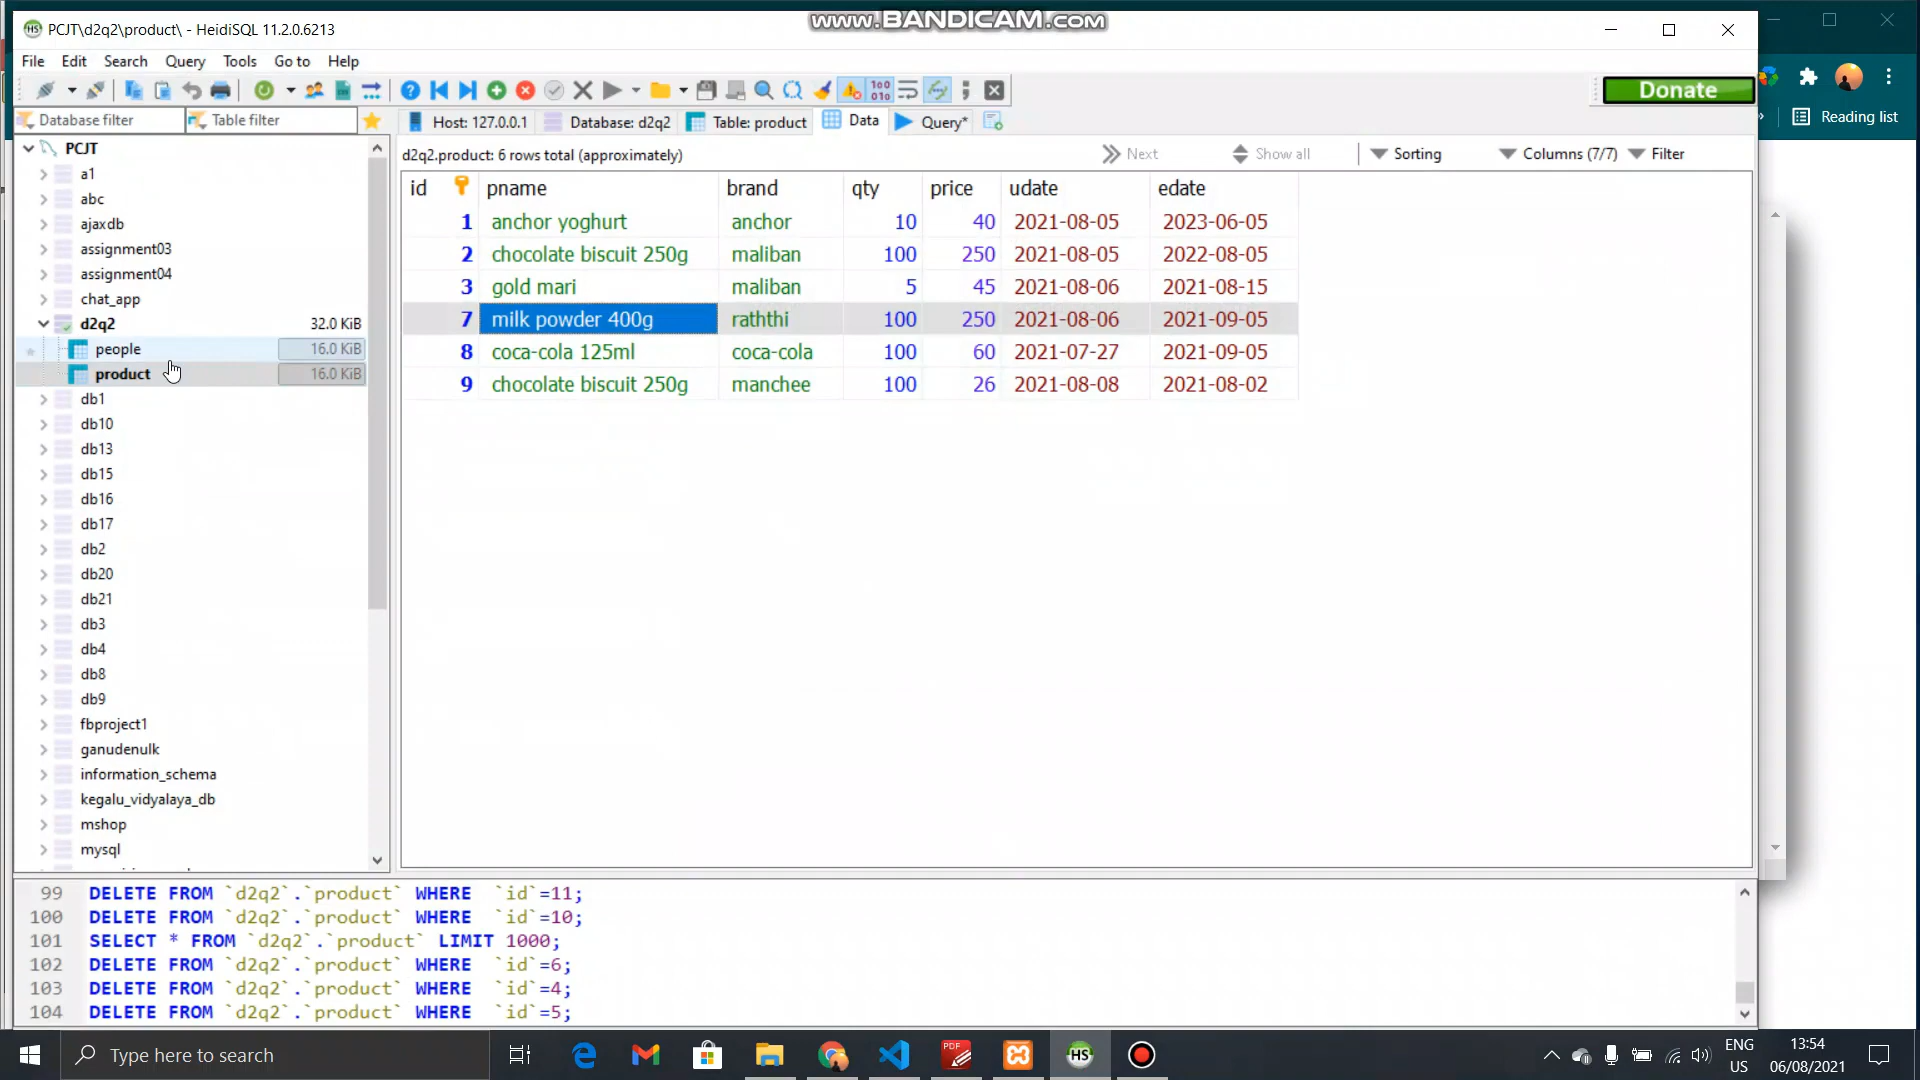 www.BANDICAM.com
PCJT\d2q2\product\ - HeidiSQL 11.2.0.6213
File Edit Search Query Tools Go to Help
Donate
Reading list
Database filter Table filter
Host: 127.0.0.1 Database: d2q2 Table: product Data Query*
d2q2.product: 6 rows total (approximately) Next Show all Sorting Columns (7/7) Filter
PCJT
a1
abc
ajaxdb
assignment03
assignment04
chat_app
d2q2 32.0 KiB
people 16.0 KiB
product 16.0 KiB
db1
db10
db13
db15
db16
db17
db2
db20
db21
db3
db4
db8
db9
fbproject1
ganudenulk
information_schema
kegalu_vidyalaya_db
mshop
mysql
id pname brand qty price udate edate
1 anchor yoghurt anchor 10 40 2021-08-05 2023-06-05
2 chocolate biscuit 250g maliban 100 250 2021-08-05 2022-08-05
3 gold mari maliban 5 45 2021-08-06 2021-08-15
7 milk powder 400g raththi 100 250 2021-08-06 2021-09-05
8 coca-cola 125ml coca-cola 100 60 2021-07-27 2021-09-05
9 chocolate biscuit 250g manchee 100 26 2021-08-08 2021-08-02
99 DELETE FROM `d2q2`.`product` WHERE `id`=11;
100 DELETE FROM `d2q2`.`product` WHERE `id`=10;
101 SELECT * FROM `d2q2`.`product` LIMIT 1000;
102 DELETE FROM `d2q2`.`product` WHERE `id`=6;
103 DELETE FROM `d2q2`.`product` WHERE `id`=4;
104 DELETE FROM `d2q2`.`product` WHERE `id`=5;
Type here to search
PDF
HS
ENG
US
13:54
06/08/2021